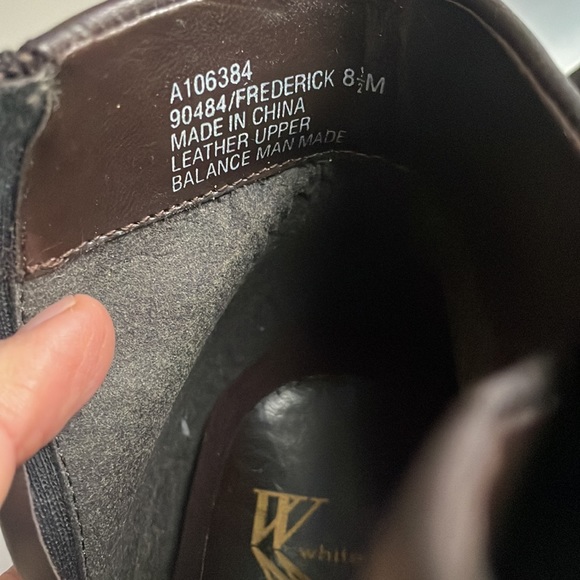 A106384
90484/FREDERICK 8½M
MADE IN CHINA
LEATHER UPPER
BALANCE MAN MADE
W
white